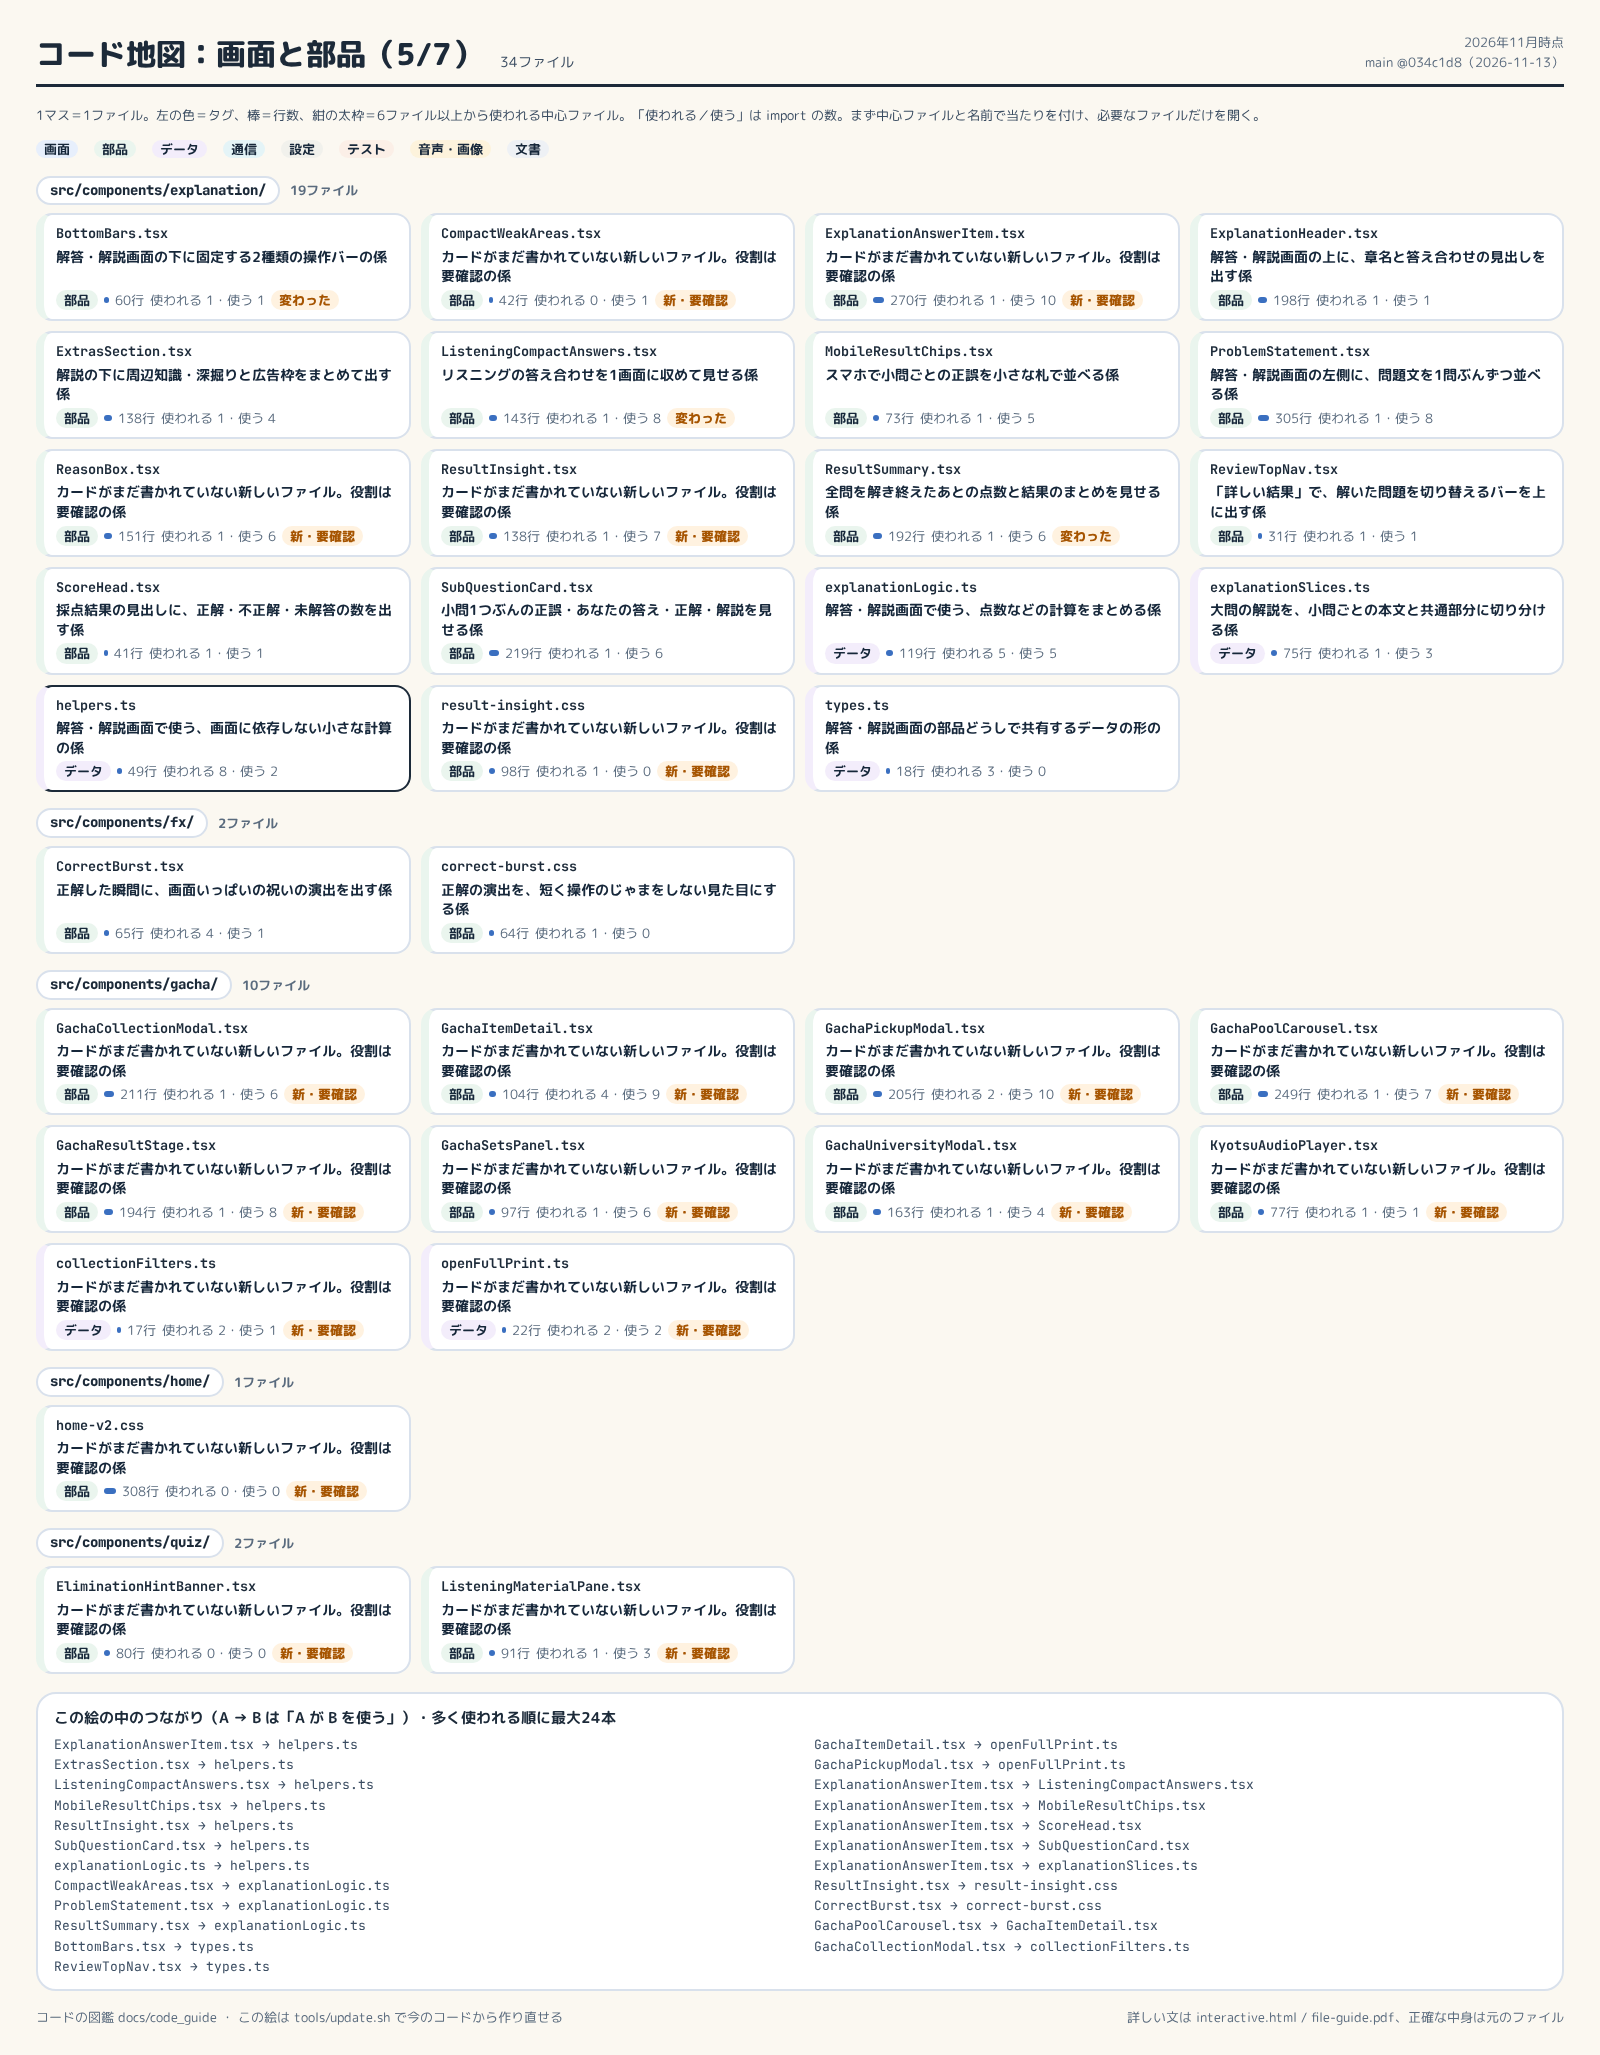 コード地図：画面と部品（5/7） 34ファイル
2026年11月時点
main @034c1d8（2026-11-13）
1マス＝1ファイル。左の色＝タグ、棒＝行数、紺の太枠＝6ファイル以上から使われる中心ファイル。「使われる／使う」は import の数。まず中心ファイルと名前で当たりを付け、必要なファイルだけを開く。
画面 部品 データ 通信 設定 テスト 音声・画像 文書
src/components/explanation/ 19ファイル
BottomBars.tsx
解答・解説画面の下に固定する2種類の操作バーの係
部品 60行 使われる 1 · 使う 1 変わった
CompactWeakAreas.tsx
カードがまだ書かれていない新しいファイル。役割は
要確認の係
部品 42行 使われる 0 · 使う 1 新・要確認
ExplanationAnswerItem.tsx
カードがまだ書かれていない新しいファイル。役割は
要確認の係
部品 270行 使われる 1 · 使う 10 新・要確認
ExplanationHeader.tsx
解答・解説画面の上に、章名と答え合わせの見出しを
出す係
部品 198行 使われる 1 · 使う 1
ExtrasSection.tsx
解説の下に周辺知識・深掘りと広告枠をまとめて出す
係
部品 138行 使われる 1 · 使う 4
ListeningCompactAnswers.tsx
リスニングの答え合わせを1画面に収めて見せる係
部品 143行 使われる 1 · 使う 8 変わった
MobileResultChips.tsx
スマホで小問ごとの正誤を小さな札で並べる係
部品 73行 使われる 1 · 使う 5
ProblemStatement.tsx
解答・解説画面の左側に、問題文を1問ぶんずつ並べ
る係
部品 305行 使われる 1 · 使う 8
ReasonBox.tsx
カードがまだ書かれていない新しいファイル。役割は
要確認の係
部品 151行 使われる 1 · 使う 6 新・要確認
ResultInsight.tsx
カードがまだ書かれていない新しいファイル。役割は
要確認の係
部品 138行 使われる 1 · 使う 7 新・要確認
ResultSummary.tsx
全問を解き終えたあとの点数と結果のまとめを見せる
係
部品 192行 使われる 1 · 使う 6 変わった
ReviewTopNav.tsx
「詳しい結果」で、解いた問題を切り替えるバーを上
に出す係
部品 31行 使われる 1 · 使う 1
ScoreHead.tsx
採点結果の見出しに、正解・不正解・未解答の数を出
す係
部品 41行 使われる 1 · 使う 1
SubQuestionCard.tsx
小問1つぶんの正誤・あなたの答え・正解・解説を見
せる係
部品 219行 使われる 1 · 使う 6
explanationLogic.ts
解答・解説画面で使う、点数などの計算をまとめる係
データ 119行 使われる 5 · 使う 5
explanationSlices.ts
大問の解説を、小問ごとの本文と共通部分に切り分け
る係
データ 75行 使われる 1 · 使う 3
helpers.ts
解答・解説画面で使う、画面に依存しない小さな計算
の係
データ 49行 使われる 8 · 使う 2
result-insight.css
カードがまだ書かれていない新しいファイル。役割は
要確認の係
部品 98行 使われる 1 · 使う 0 新・要確認
types.ts
解答・解説画面の部品どうしで共有するデータの形の
係
データ 18行 使われる 3 · 使う 0
src/components/fx/ 2ファイル
CorrectBurst.tsx
正解した瞬間に、画面いっぱいの祝いの演出を出す係
部品 65行 使われる 4 · 使う 1
correct-burst.css
正解の演出を、短く操作のじゃまをしない見た目にす
る係
部品 64行 使われる 1 · 使う 0
src/components/gacha/ 10ファイル
GachaCollectionModal.tsx
カードがまだ書かれていない新しいファイル。役割は
要確認の係
部品 211行 使われる 1 · 使う 6 新・要確認
GachaItemDetail.tsx
カードがまだ書かれていない新しいファイル。役割は
要確認の係
部品 104行 使われる 4 · 使う 9 新・要確認
GachaPickupModal.tsx
カードがまだ書かれていない新しいファイル。役割は
要確認の係
部品 205行 使われる 2 · 使う 10 新・要確認
GachaPoolCarousel.tsx
カードがまだ書かれていない新しいファイル。役割は
要確認の係
部品 249行 使われる 1 · 使う 7 新・要確認
GachaResultStage.tsx
カードがまだ書かれていない新しいファイル。役割は
要確認の係
部品 194行 使われる 1 · 使う 8 新・要確認
GachaSetsPanel.tsx
カードがまだ書かれていない新しいファイル。役割は
要確認の係
部品 97行 使われる 1 · 使う 6 新・要確認
GachaUniversityModal.tsx
カードがまだ書かれていない新しいファイル。役割は
要確認の係
部品 163行 使われる 1 · 使う 4 新・要確認
KyotsuAudioPlayer.tsx
カードがまだ書かれていない新しいファイル。役割は
要確認の係
部品 77行 使われる 1 · 使う 1 新・要確認
collectionFilters.ts
カードがまだ書かれていない新しいファイル。役割は
要確認の係
データ 17行 使われる 2 · 使う 1 新・要確認
openFullPrint.ts
カードがまだ書かれていない新しいファイル。役割は
要確認の係
データ 22行 使われる 2 · 使う 2 新・要確認
src/components/home/ 1ファイル
home-v2.css
カードがまだ書かれていない新しいファイル。役割は
要確認の係
部品 308行 使われる 0 · 使う 0 新・要確認
src/components/quiz/ 2ファイル
EliminationHintBanner.tsx
カードがまだ書かれていない新しいファイル。役割は
要確認の係
部品 80行 使われる 0 · 使う 0 新・要確認
ListeningMaterialPane.tsx
カードがまだ書かれていない新しいファイル。役割は
要確認の係
部品 91行 使われる 1 · 使う 3 新・要確認
この絵の中のつながり（A → B は「A が B を使う」）・多く使われる順に最大24本
ExplanationAnswerItem.tsx → helpers.ts
ExtrasSection.tsx → helpers.ts
ListeningCompactAnswers.tsx → helpers.ts
MobileResultChips.tsx → helpers.ts
ResultInsight.tsx → helpers.ts
SubQuestionCard.tsx → helpers.ts
explanationLogic.ts → helpers.ts
CompactWeakAreas.tsx → explanationLogic.ts
ProblemStatement.tsx → explanationLogic.ts
ResultSummary.tsx → explanationLogic.ts
BottomBars.tsx → types.ts
ReviewTopNav.tsx → types.ts
GachaItemDetail.tsx → openFullPrint.ts
GachaPickupModal.tsx → openFullPrint.ts
ExplanationAnswerItem.tsx → ListeningCompactAnswers.tsx
ExplanationAnswerItem.tsx → MobileResultChips.tsx
ExplanationAnswerItem.tsx → ScoreHead.tsx
ExplanationAnswerItem.tsx → SubQuestionCard.tsx
ExplanationAnswerItem.tsx → explanationSlices.ts
ResultInsight.tsx → result-insight.css
CorrectBurst.tsx → correct-burst.css
GachaPoolCarousel.tsx → GachaItemDetail.tsx
GachaCollectionModal.tsx → collectionFilters.ts
コードの図鑑 docs/code_guide ・ この絵は tools/update.sh で今のコードから作り直せる
詳しい文は interactive.html / file-guide.pdf、正確な中身は元のファイル